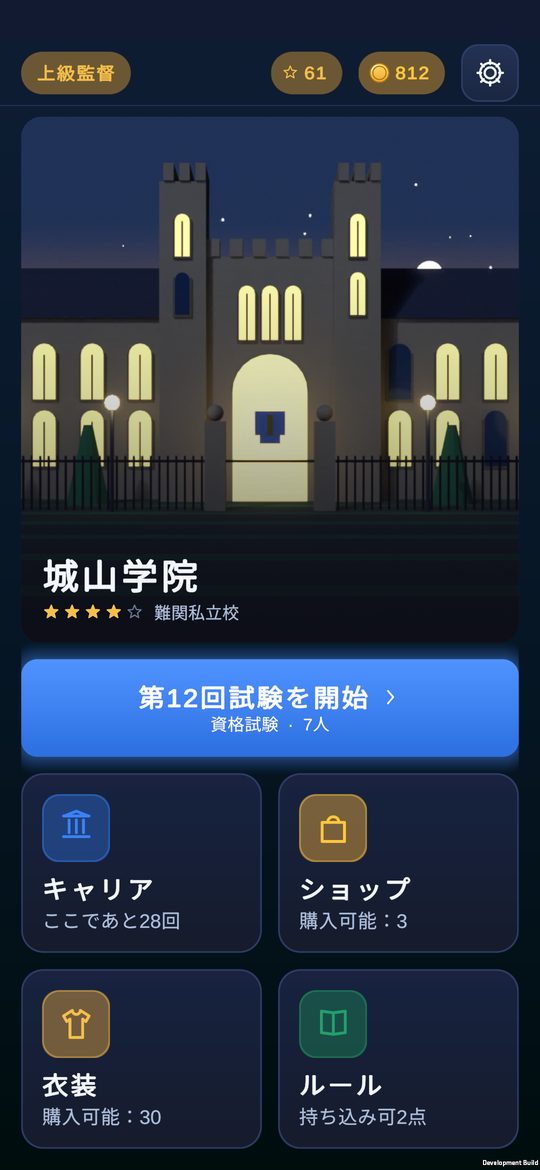 上級監督
61
812
城山学院
難関私立校
第12回試験を開始
資格試験 · 7人
キャリア
ここであと28回
ショップ
購入可能：3
衣装
購入可能：30
ルール
持ち込み可2点
Development Build